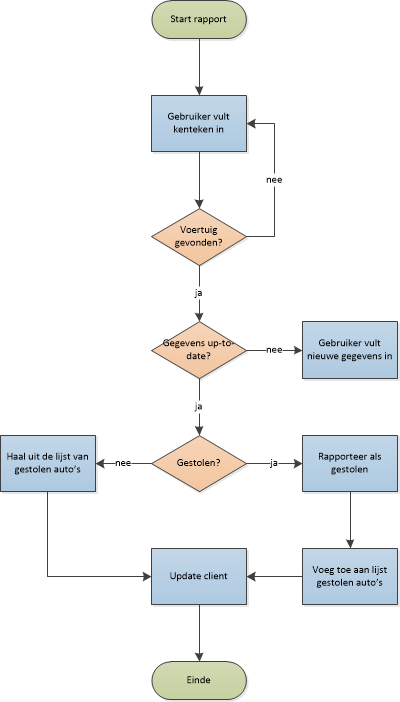 Start rapport
Gebruiker vult
kenteken in
nee
Voertuig
gevonden?
ja
Gegevens up-to-
date?
nee
Gebruiker vult
nieuwe gegevens in
ja
Haal uit de lijst van
gestolen auto's
nee
Gestolen?
ja
Rapporteer als
gestolen
Update client
Voeg toe aan lijst
gestolen auto's
Einde